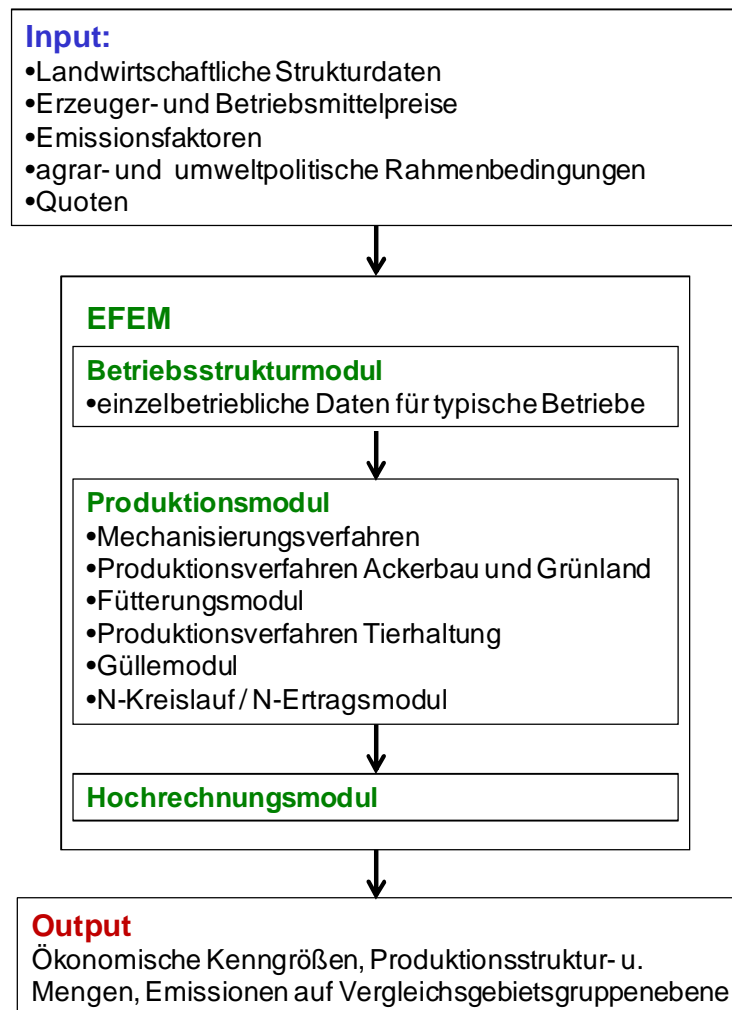 Input:
•Landwirtschaftliche Strukturdaten
•Erzeuger- und Betriebsmittelpreise
•Emissionsfaktoren
•agrar- und umweltpolitische Rahmenbedingungen
•Quoten
EFEM
Betriebsstrukturmodul
•einzelbetriebliche Daten für typische Betriebe
Produktionsmodul
•Mechanisierungsverfahren
•Produktionsverfahren Ackerbau und Grünland
•Fütterungsmodul
•Produktionsverfahren Tierhaltung
•Güllemodul
•N-Kreislauf / N-Ertragsmodul
Hochrechnungsmodul
Output
Ökonomische Kenngrößen, Produktionsstruktur- u.
Mengen, Emissionen auf Vergleichsgebietsgruppenebene